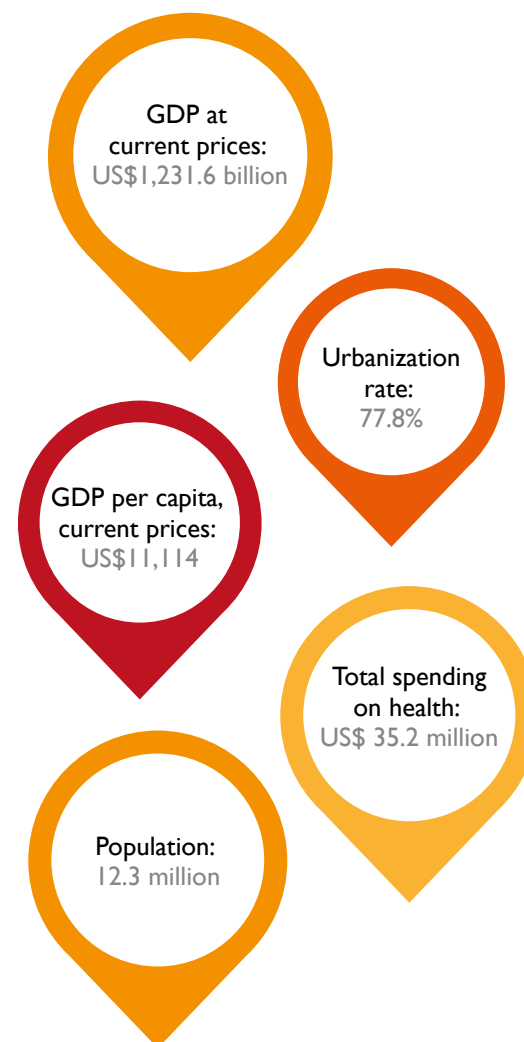 GDP at
current prices:
US$1,231.6 billion
Urbanization
rate:
77.8%
GDP per capita,
current prices:
US$11,114
Total spending
on health:
US$ 35.2 million
Population:
12.3 million